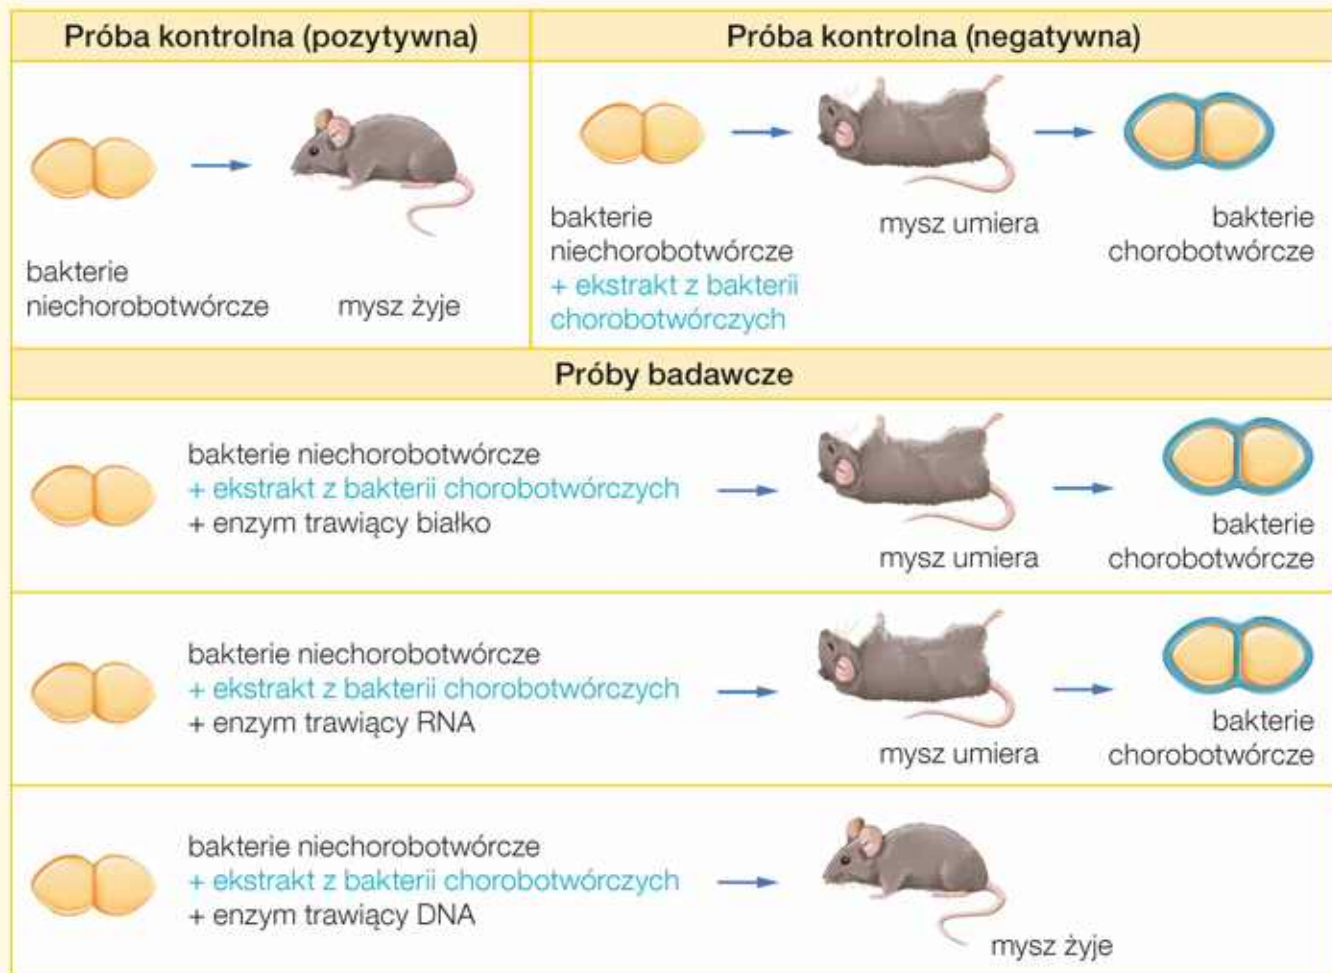 Próba kontrolna (pozytywna)
bakterie
niechorobotwórcze
mysz żyje
Próba kontrolna (negatywna)
bakterie
niechorobotwórcze
+ ekstrakt z bakterii
chorobotwórczych
mysz umiera
bakterie
chorobotwórcze
Próby badawcze
bakterie niechorobotwórcze
+ ekstrakt z bakterii chorobotwórczych
+ enzym trawiący białko
mysz umiera
bakterie
chorobotwórcze
bakterie niechorobotwórcze
+ ekstrakt z bakterii chorobotwórczych
+ enzym trawiący RNA
mysz umiera
bakterie
chorobotwórcze
bakterie niechorobotwórcze
+ ekstrakt z bakterii chorobotwórczych
+ enzym trawiący DNA
mysz żyje